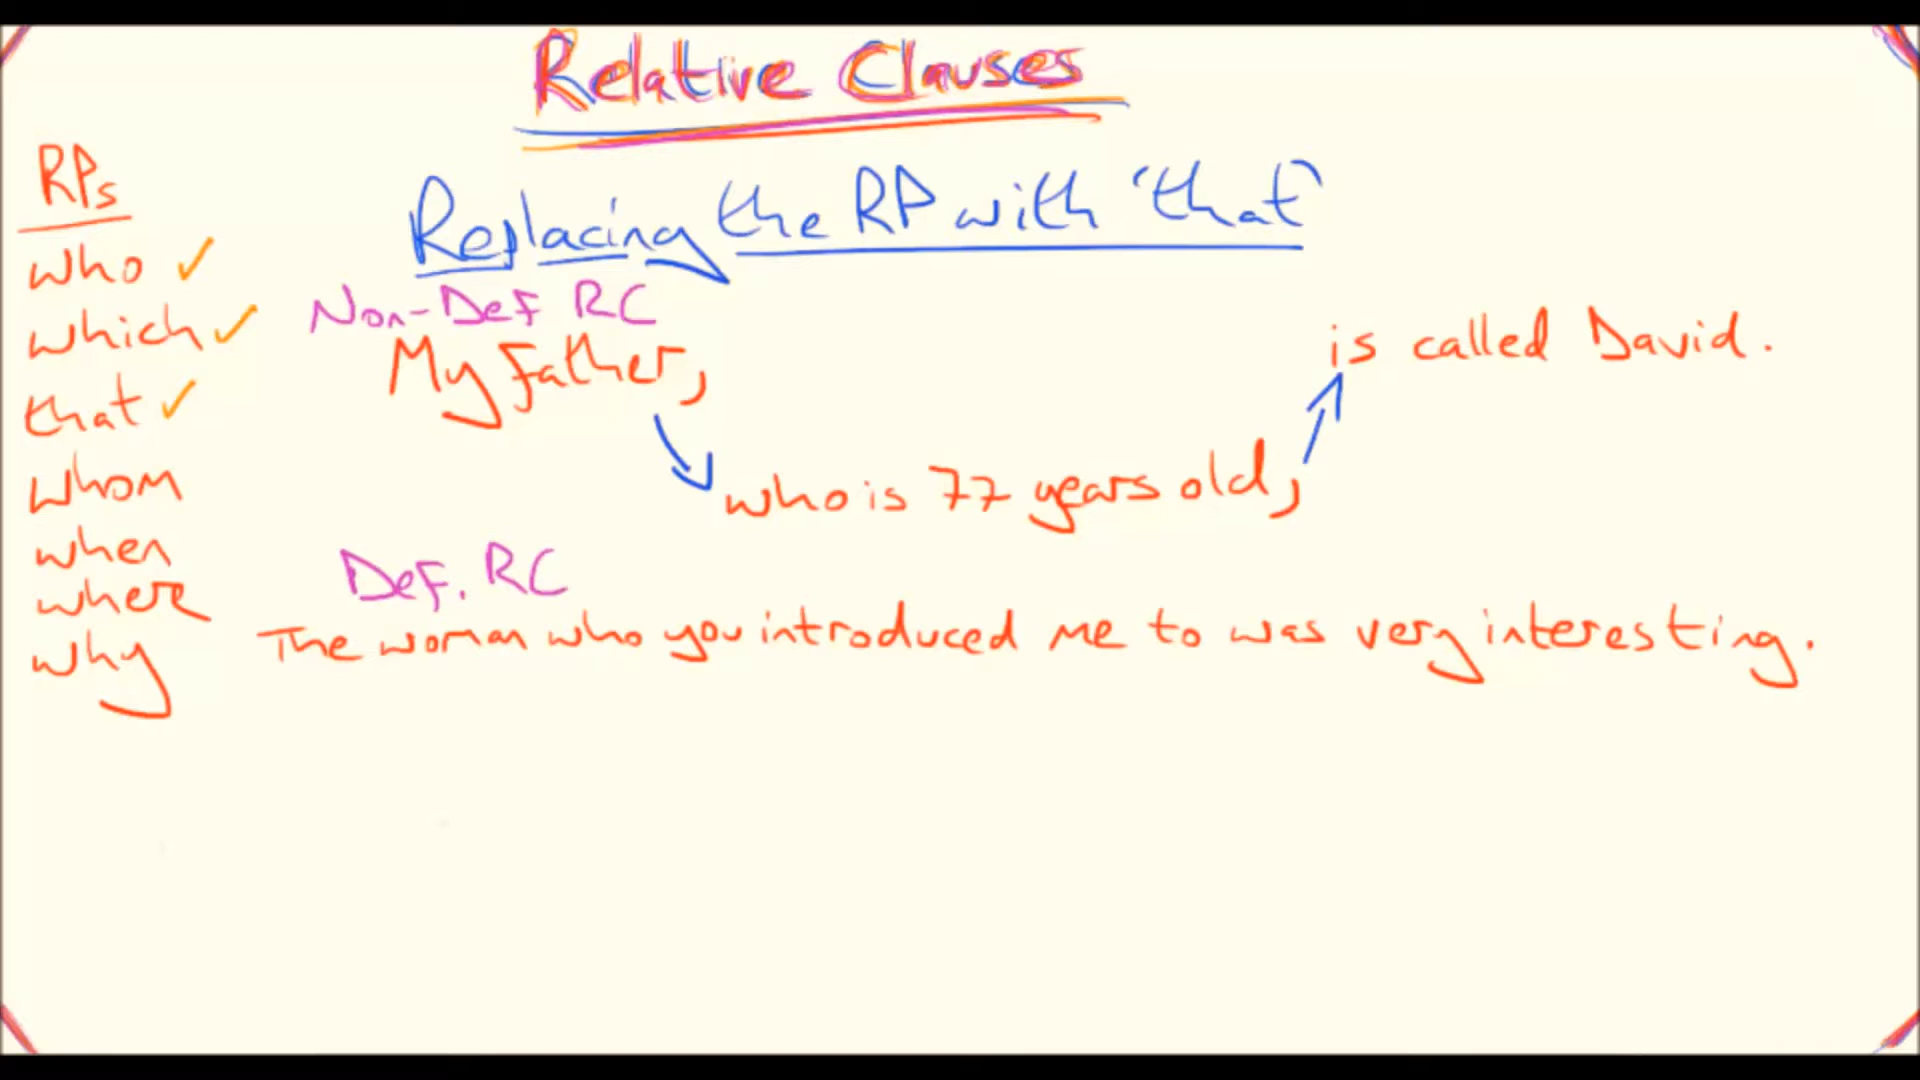 Relative Clauses
Replacing the RP with 'that'
RPs
who ✓
which ✓
that ✓
whom
when
where
why
Non-Def RC
My father,
who is 77 years old,
is called David.
Def. RC
The woman who you introduced me to was very interesting.